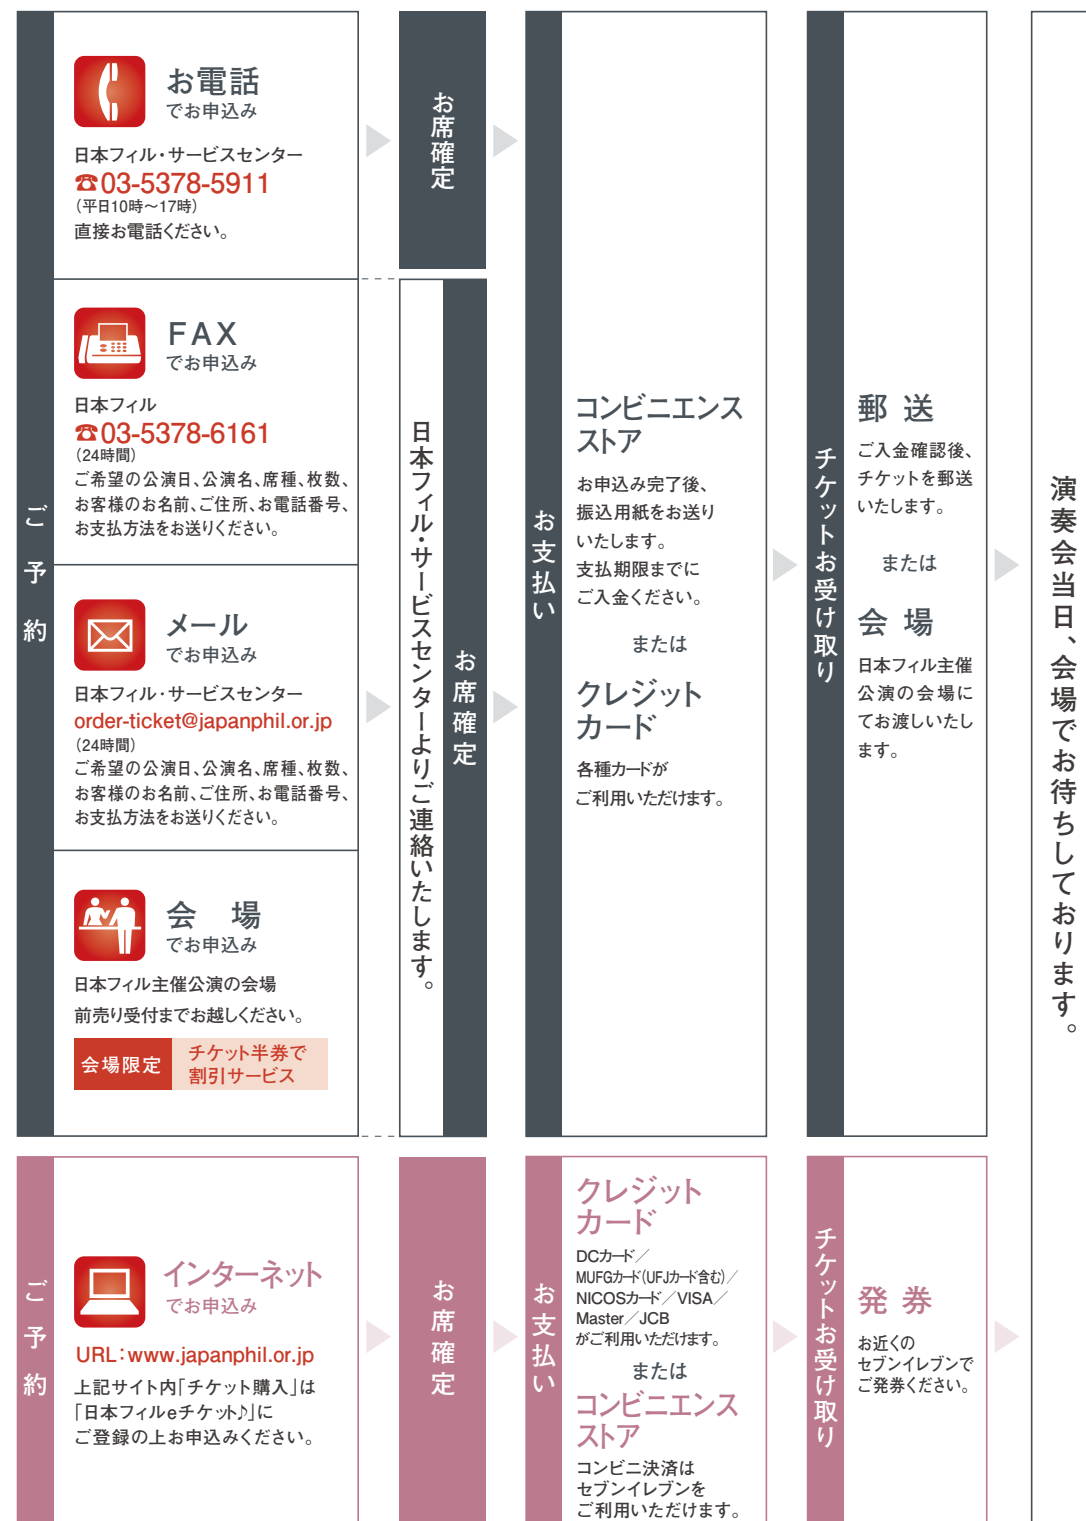 ご予約
お電話
でお申込み
日本フィル・サービスセンター
☎03-5378-5911
（平日10時〜17時）
直接お電話ください。
お席確定
FAX
でお申込み
日本フィル
☎03-5378-6161
（24時間）
ご希望の公演日、公演名、席種、枚数、
お客様のお名前、ご住所、お電話番号、
お支払方法をお送りください。
メール
でお申込み
日本フィル・サービスセンター
order-ticket@japanphil.or.jp
（24時間）
ご希望の公演日、公演名、席種、枚数、
お客様のお名前、ご住所、お電話番号、
お支払方法をお送りください。
会　場
でお申込み
日本フィル主催公演の会場
前売り受付までお越しください。
会場限定
チケット半券で
割引サービス
日本フィル・サービスセンターよりご連絡いたします。
お席確定
お支払い
コンビニエンス
ストア
お申込み完了後、
振込用紙をお送り
いたします。
支払期限までに
ご入金ください。
または
クレジット
カード
各種カードが
ご利用いただけます。
チケットお受け取り
郵 送
ご入金確認後、
チケットを郵送
いたします。
または
会 場
日本フィル主催
公演の会場に
てお渡しいたし
ます。
ご予約
インターネット
でお申込み
URL：www.japanphil.or.jp
上記サイト内「チケット購入」は
「日本フィルeチケット♪」に
ご登録の上お申込みください。
お席確定
お支払い
クレジット
カード
DCカード／
MUFGカード（UFJカード含む）／
NICOSカード／VISA／
Master／JCB
がご利用いただけます。
または
コンビニエンス
ストア
コンビニ決済は
セブンイレブンを
ご利用いただけます。
チケットお受け取り
発 券
お近くの
セブンイレブンで
ご発券ください。
演奏会当日、会場でお待ちしております。